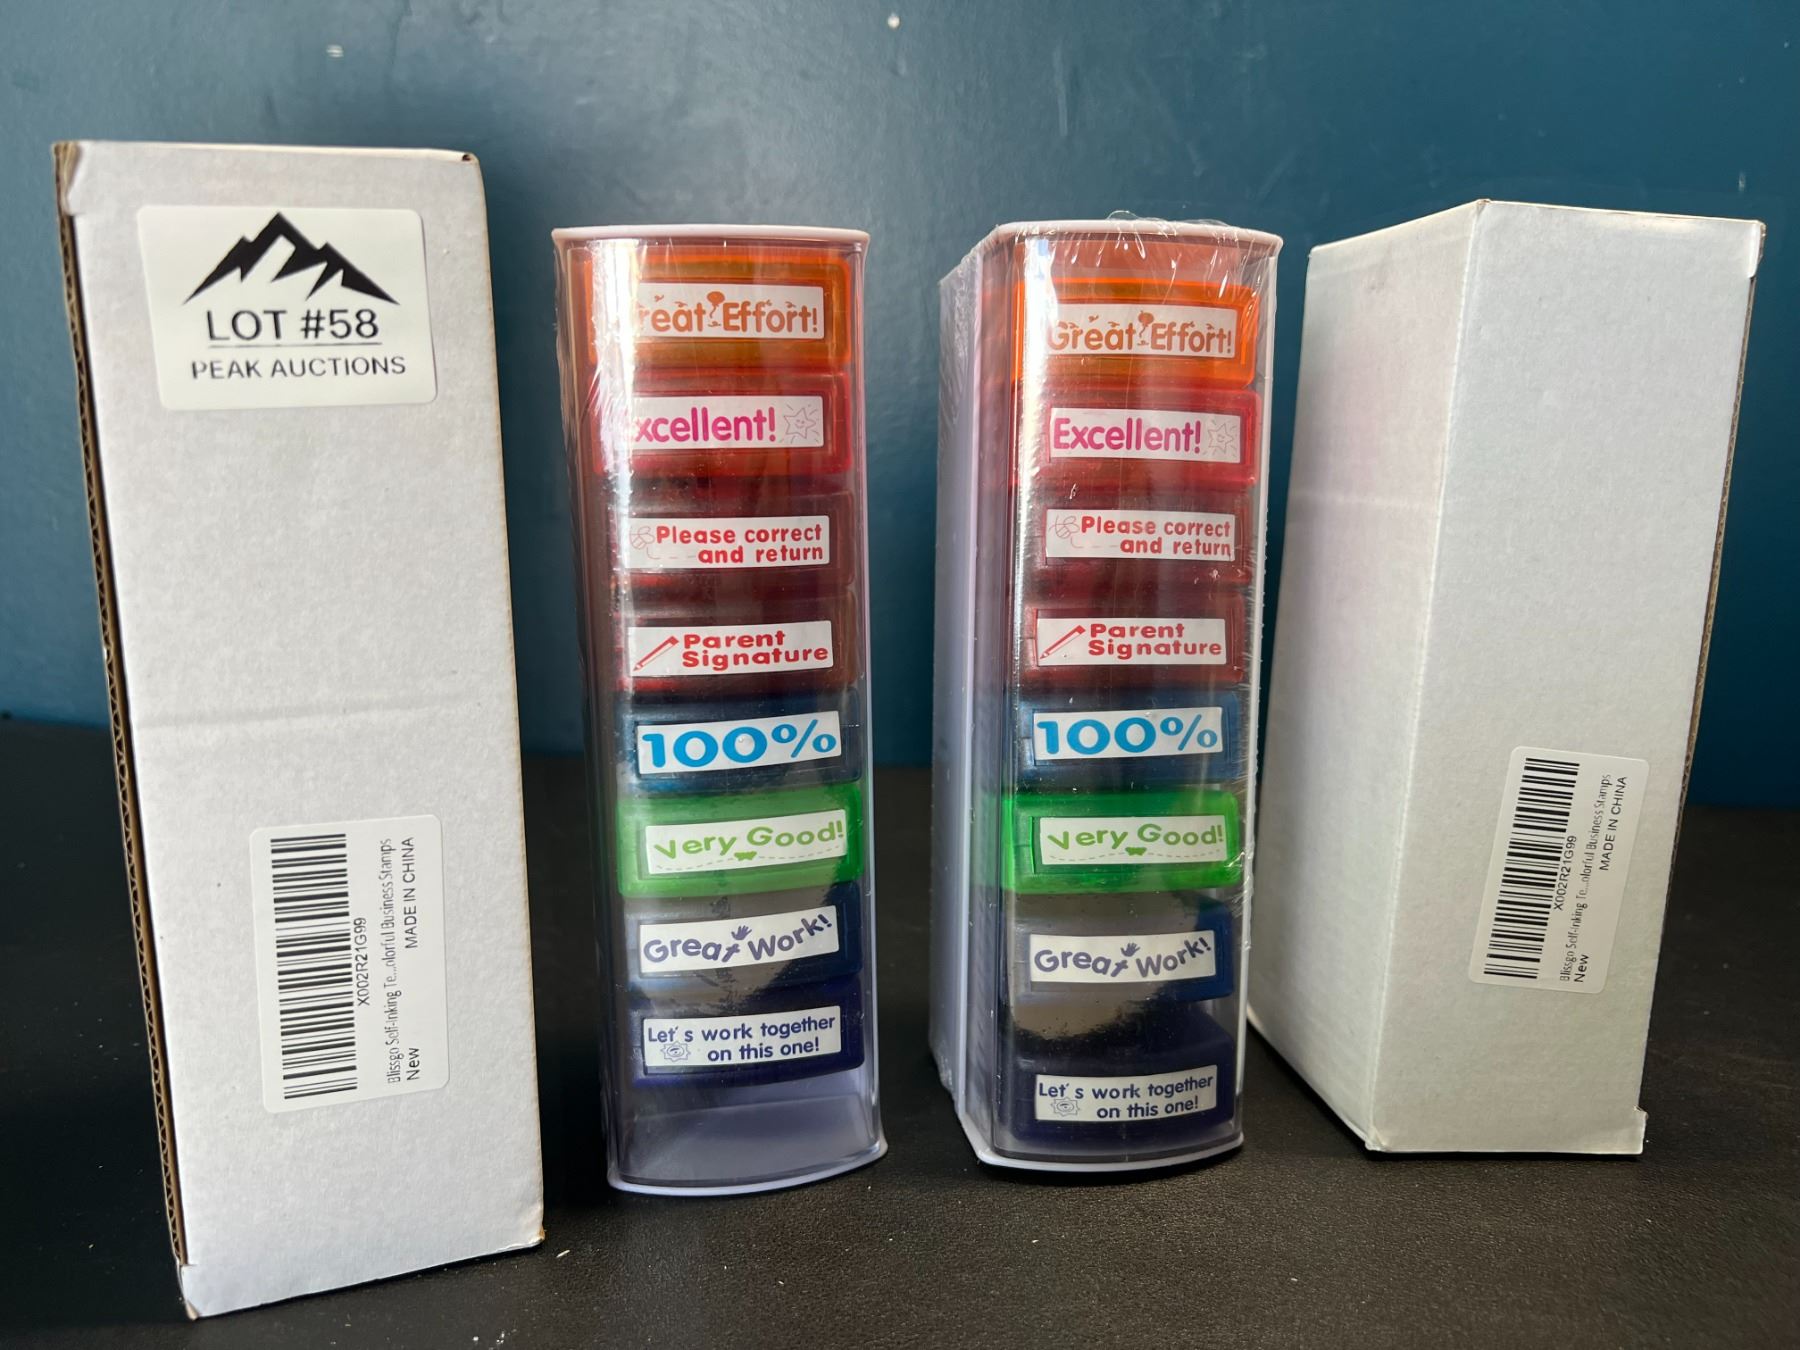 LOT #58
PEAK AUCTIONS
X002R21G99
Blissgo Self-Inking Te...olorful Business Stamps
New
MADE IN CHINA
reat Effort!
xcellent!
Please correct
and return
Parent
Signature
100%
Very Good!
Great Work!
Let's work together
on this one!
Great Effort!
Excellent!
Please correct
and return
Parent
Signature
100%
Very Good!
Great Work!
Let's work together
on this one!
X002R21G99
Blissgo Self-Inking Te...olorful Business Stamps
New
MADE IN CHINA